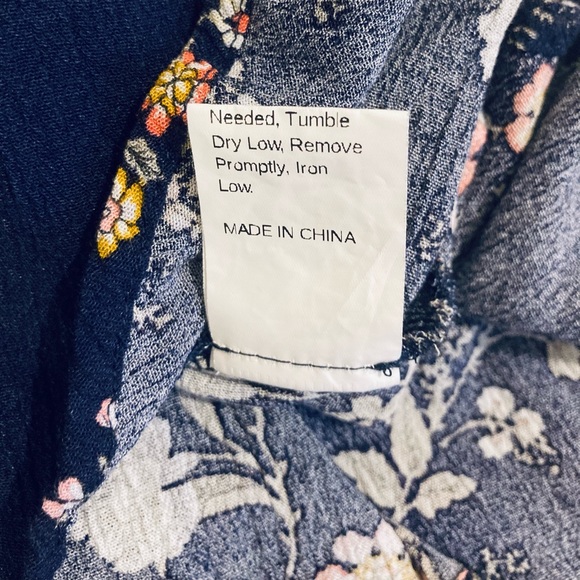 Needed, Tumble
Dry Low, Remove
Promptly, Iron
Low.
MADE IN CHINA